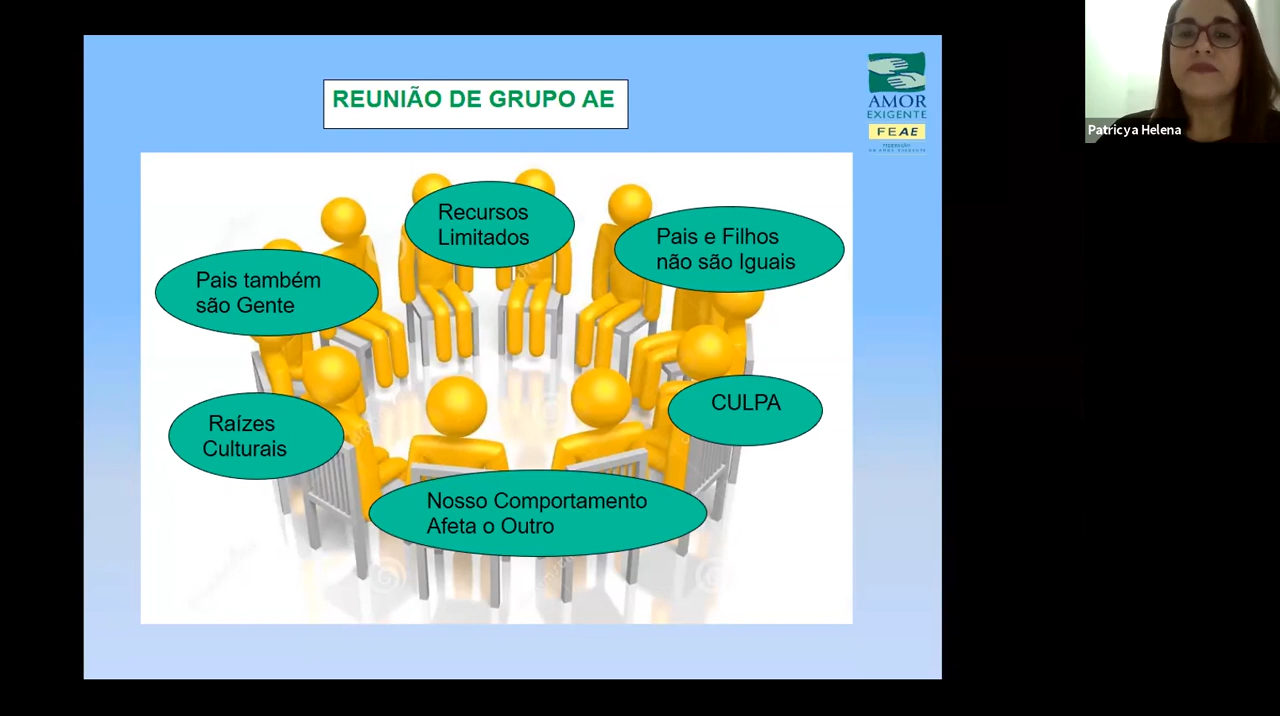 REUNIÃO DE GRUPO AE
AMOR
EXIGENTE
FEAE
Patricya Helena
Recursos
Limitados
Pais e Filhos
não são Iguais
Pais também
são Gente
CULPA
Raízes
Culturais
Nosso Comportamento
Afeta o Outro